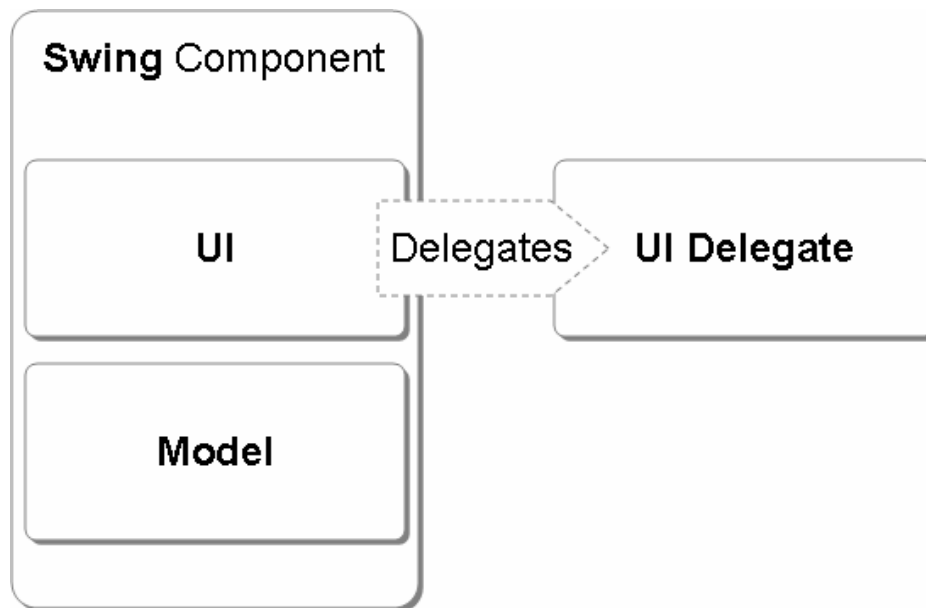 Swing Component
UI
Delegates
UI Delegate
Model